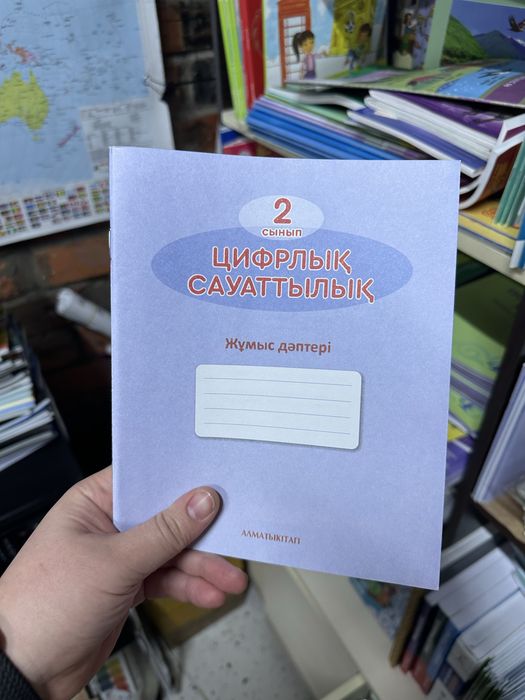 2
СЫНЫП
ЦИФРЛЫҚ
САУАТТЫЛЫҚ
Жұмыс дәптері
АЛМАТЫКІТАП